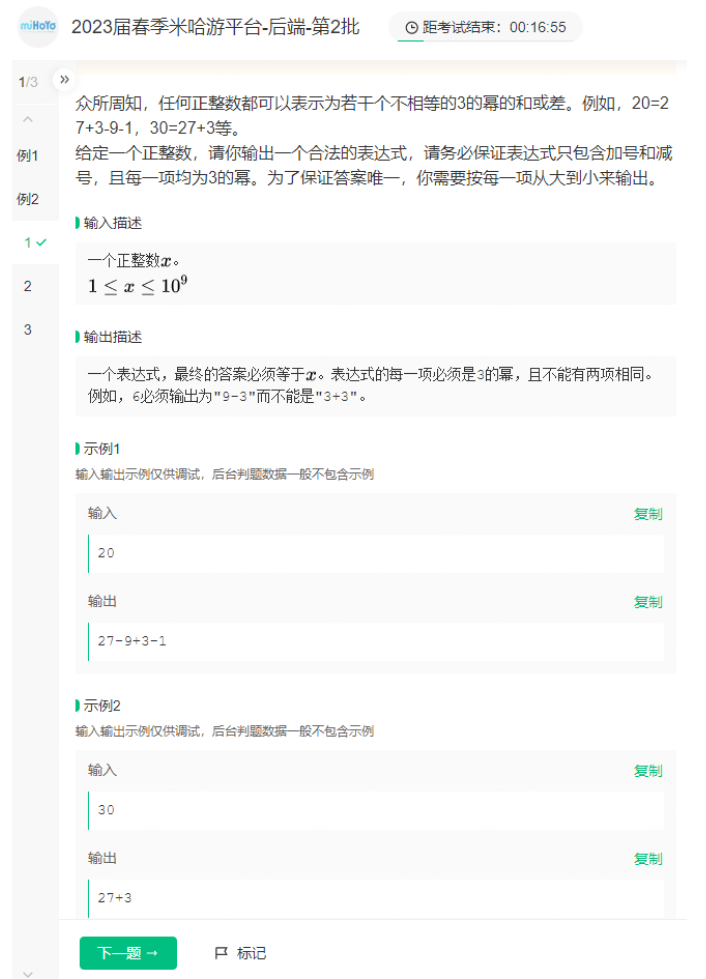 miHoYo 2023届春季米哈游平台-后端-第2批 距考试结束：00:16:55
1/3
例1
例2
1
2
3
众所周知，任何正整数都可以表示为若干个不相等的3的幂的和或差。例如，20=2
7+3-9-1，30=27+3等。
给定一个正整数，请你输出一个合法的表达式，请务必保证表达式只包含加号和减
号，且每一项均为3的幂。为了保证答案唯一，你需要按每一项从大到小来输出。
输入描述
一个正整数x。
1 ≤ x ≤ 10⁹
输出描述
一个表达式，最终的答案必须等于x。表达式的每一项必须是3的幂，且不能有两项相同。
例如，6必须输出为"9-3"而不能是"3+3"。
示例1
输入输出示例仅供调试，后台判题数据一般不包含示例
输入 复制
20
输出 复制
27-9+3-1
示例2
输入输出示例仅供调试，后台判题数据一般不包含示例
输入 复制
30
输出 复制
27+3
下一题→ 标记